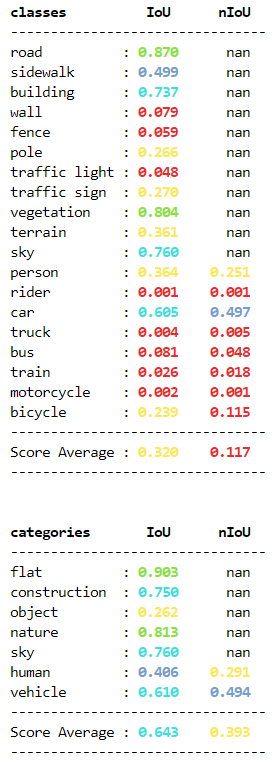 classes IoU nIoU
--------------------------------
road : 0.870 nan
sidewalk : 0.499 nan
building : 0.737 nan
wall : 0.079 nan
fence : 0.059 nan
pole : 0.266 nan
traffic light : 0.048 nan
traffic sign : 0.270 nan
vegetation : 0.804 nan
terrain : 0.361 nan
sky : 0.760 nan
person : 0.364 0.251
rider : 0.001 0.001
car : 0.605 0.497
truck : 0.004 0.005
bus : 0.081 0.048
train : 0.026 0.018
motorcycle : 0.002 0.001
bicycle : 0.239 0.115
--------------------------------
Score Average : 0.320 0.117
--------------------------------
categories IoU nIoU
--------------------------------
flat : 0.903 nan
construction : 0.750 nan
object : 0.262 nan
nature : 0.813 nan
sky : 0.760 nan
human : 0.406 0.291
vehicle : 0.610 0.494
--------------------------------
Score Average : 0.643 0.393
--------------------------------